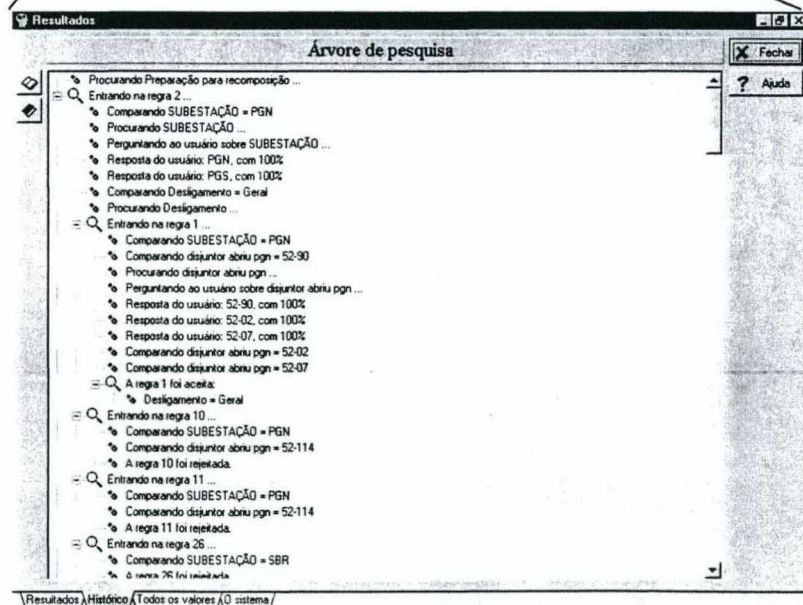 Resultados
Árvore de pesquisa
Fechar
? Ajuda
Procurando Preparação para recomposição ...
Entrando na regra 2 ...
Comparando SUBESTAÇÃO = PGN
Procurando SUBESTAÇÃO ...
Perguntando ao usuário sobre SUBESTAÇÃO ...
Resposta do usuário: PGN, com 100%
Resposta do usuário: PGS, com 100%
Comparando Desligamento = Geral
Procurando Desligamento ...
Entrando na regra 1 ...
Comparando SUBESTAÇÃO = PGN
Comparando disjuntor abriu pgn = 52-90
Procurando disjuntor abriu pgn ...
Perguntando ao usuário sobre disjuntor abriu pgn ...
Resposta do usuário: 52-90, com 100%
Resposta do usuário: 52-02, com 100%
Resposta do usuário: 52-07, com 100%
Comparando disjuntor abriu pgn = 52-02
Comparando disjuntor abriu pgn = 52-07
A regra 1 foi aceita:
Desligamento = Geral
Entrando na regra 10 ...
Comparando SUBESTAÇÃO = PGN
Comparando disjuntor abriu pgn = 52-114
A regra 10 foi rejeitada.
Entrando na regra 11 ...
Comparando SUBESTAÇÃO = PGN
Comparando disjuntor abriu pgn = 52-114
A regra 11 foi rejeitada.
Entrando na regra 26 ...
Comparando SUBESTAÇÃO = SBR
A regra 26 foi rejeitada
Resultados Histórico Todos os valores O sistema